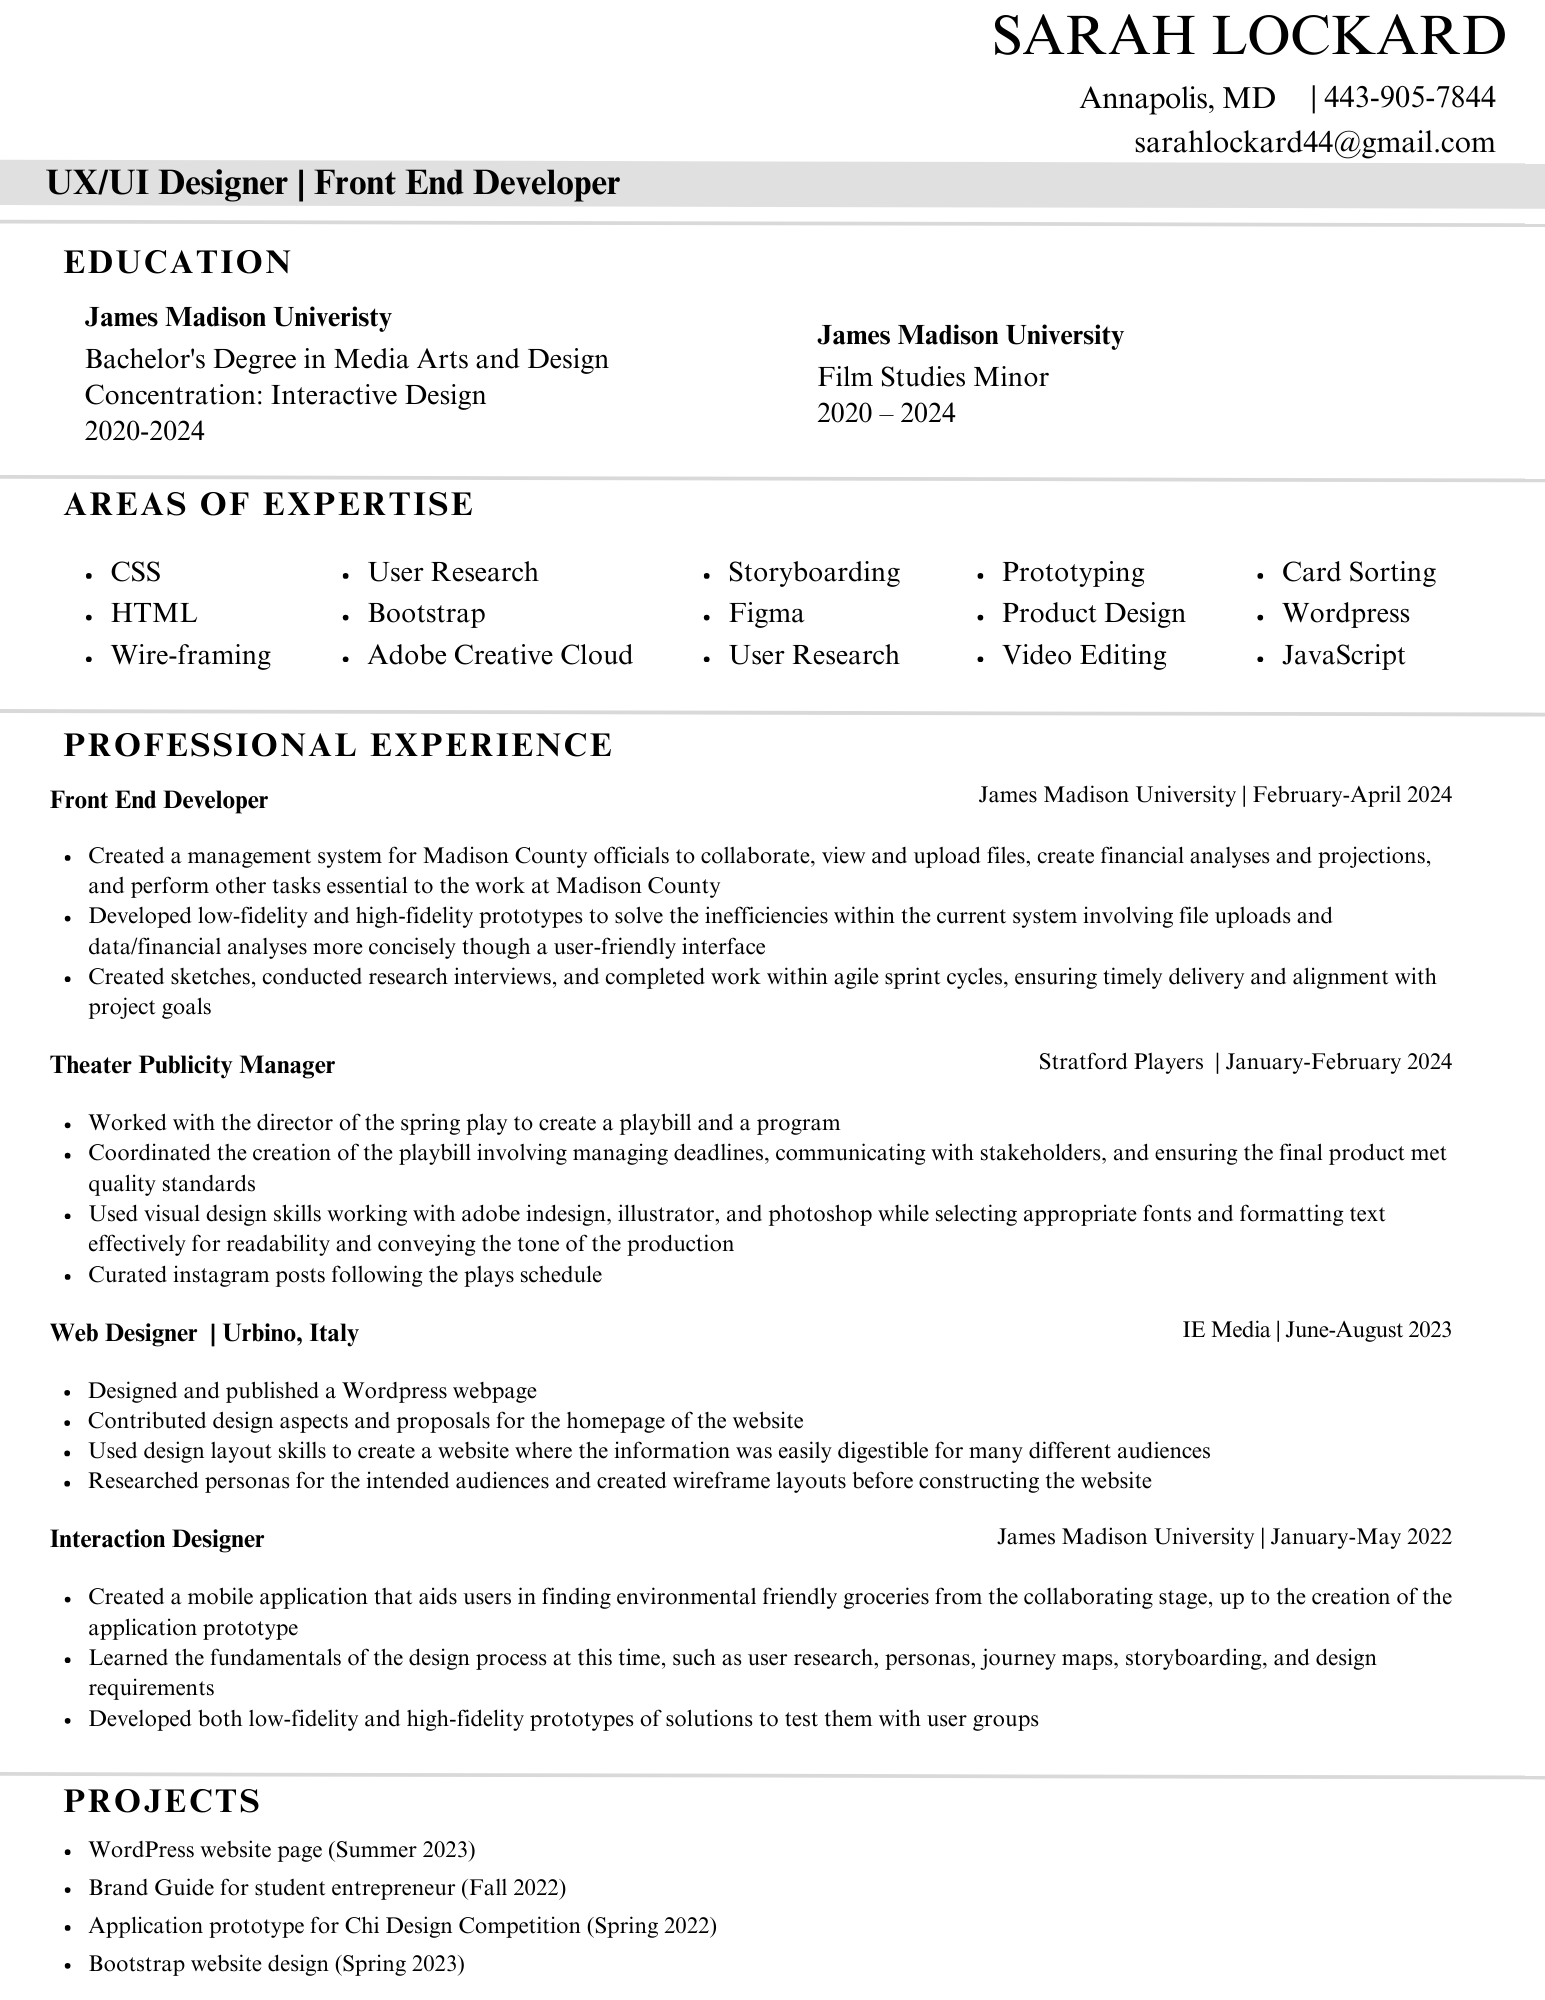 SARAH LOCKARD
Annapolis, MD | 443-905-7844
sarahlockard44@gmail.com
UX/UI Designer | Front End Developer
EDUCATION
James Madison Univeristy
Bachelor's Degree in Media Arts and Design
Concentration: Interactive Design
2020-2024
James Madison University
Film Studies Minor
2020 – 2024
AREAS OF EXPERTISE
• CSS
• HTML
• Wire-framing
• User Research
• Bootstrap
• Adobe Creative Cloud
• Storyboarding
• Figma
• User Research
• Prototyping
• Product Design
• Video Editing
• Card Sorting
• Wordpress
• JavaScript
PROFESSIONAL EXPERIENCE
Front End Developer James Madison University | February-April 2024
• Created a management system for Madison County officials to collaborate, view and upload files, create financial analyses and projections,
and perform other tasks essential to the work at Madison County
• Developed low-fidelity and high-fidelity prototypes to solve the inefficiencies within the current system involving file uploads and
data/financial analyses more concisely though a user-friendly interface
• Created sketches, conducted research interviews, and completed work within agile sprint cycles, ensuring timely delivery and alignment with
project goals
Theater Publicity Manager Stratford Players | January-February 2024
• Worked with the director of the spring play to create a playbill and a program
• Coordinated the creation of the playbill involving managing deadlines, communicating with stakeholders, and ensuring the final product met
quality standards
• Used visual design skills working with adobe indesign, illustrator, and photoshop while selecting appropriate fonts and formatting text
effectively for readability and conveying the tone of the production
• Curated instagram posts following the plays schedule
Web Designer | Urbino, Italy IE Media | June-August 2023
• Designed and published a Wordpress webpage
• Contributed design aspects and proposals for the homepage of the website
• Used design layout skills to create a website where the information was easily digestible for many different audiences
• Researched personas for the intended audiences and created wireframe layouts before constructing the website
Interaction Designer James Madison University | January-May 2022
• Created a mobile application that aids users in finding environmental friendly groceries from the collaborating stage, up to the creation of the
application prototype
• Learned the fundamentals of the design process at this time, such as user research, personas, journey maps, storyboarding, and design
requirements
• Developed both low-fidelity and high-fidelity prototypes of solutions to test them with user groups
PROJECTS
• WordPress website page (Summer 2023)
• Brand Guide for student entrepreneur (Fall 2022)
• Application prototype for Chi Design Competition (Spring 2022)
• Bootstrap website design (Spring 2023)